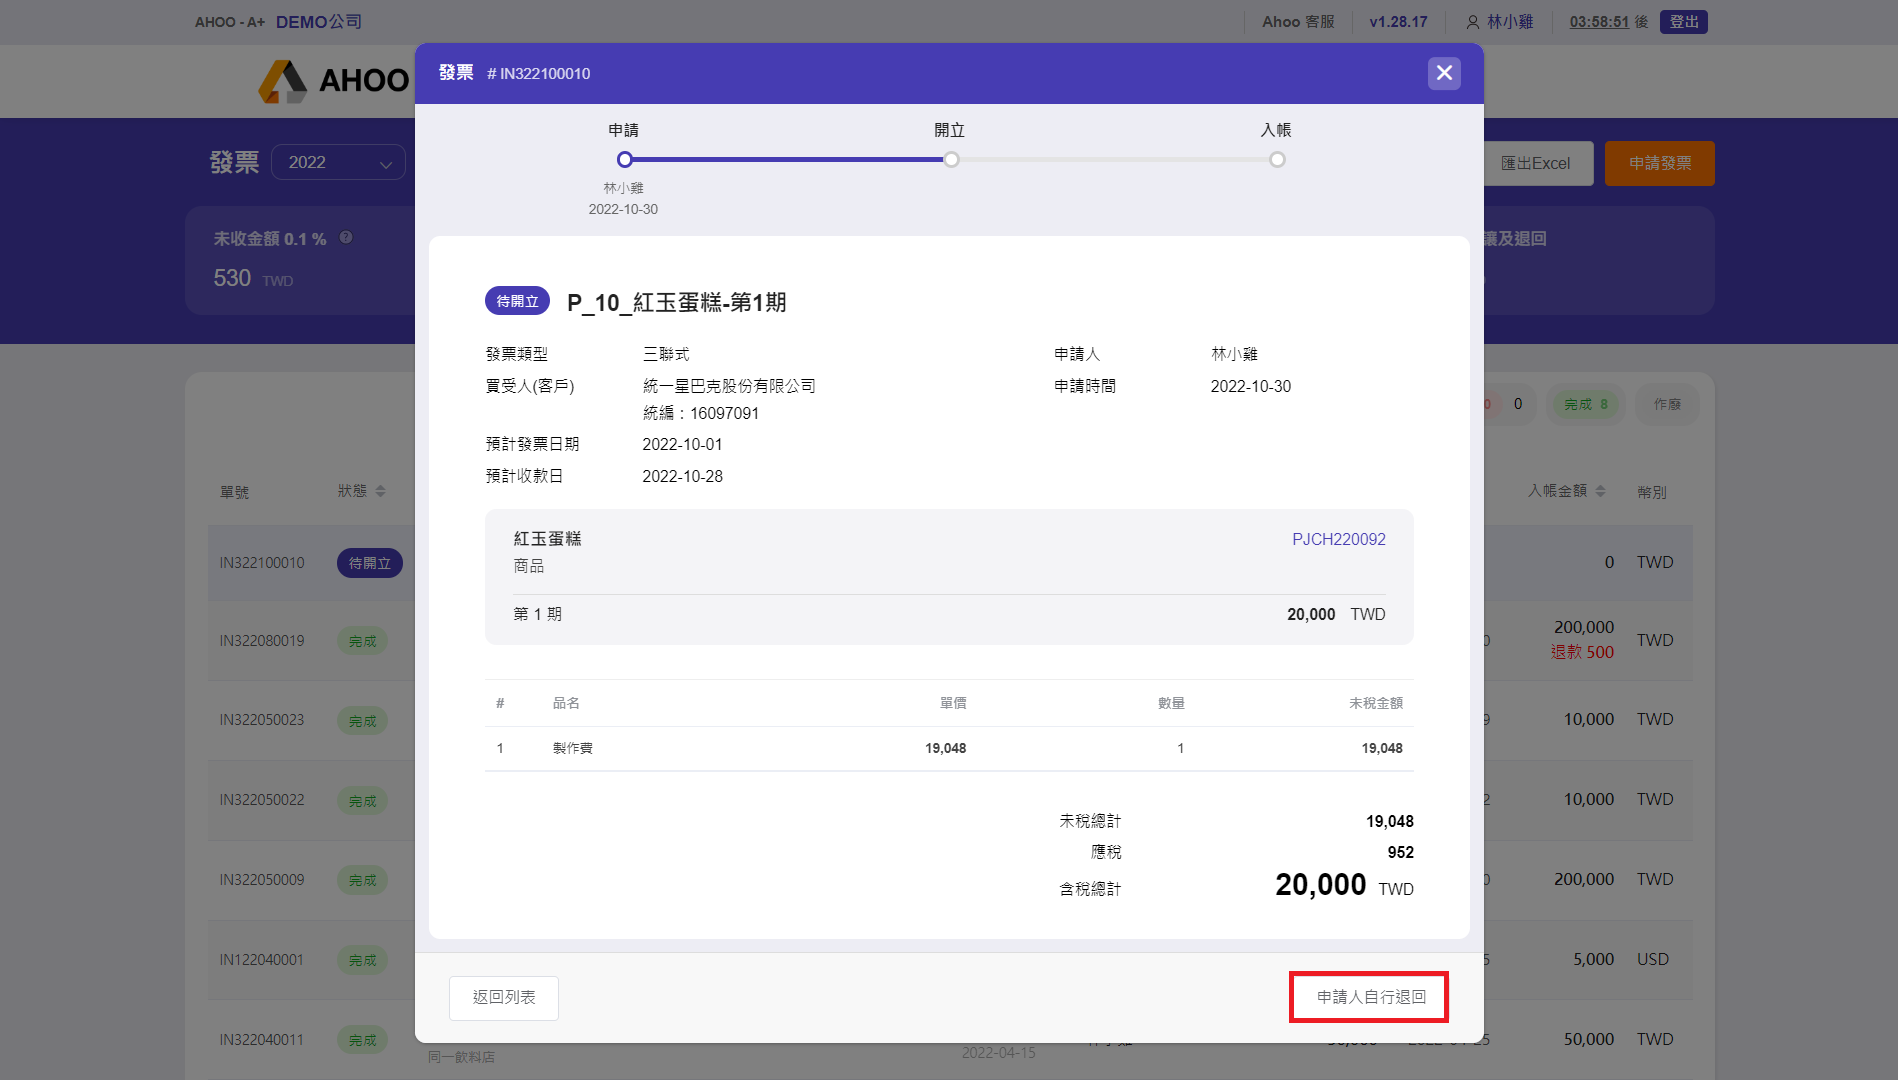 AHOO - A+ DEMO公司
Ahoo 客服 v1.28.17 林小雞 03:58:51 後 登出
AHOO
發票 # IN322100010
申請 開立 入帳
林小雞
2022-10-30
發票 2022
匯出Excel 申請發票
未收金額 0.1 %
530 TWD
讓及退回
待開立 P_10_紅玉蛋糕-第1期
發票類型 三聯式 申請人 林小雞
買受人(客戶) 統一星巴克股份有限公司 申請時間 2022-10-30
統編：16097091
預計發票日期 2022-10-01
預計收款日 2022-10-28
0 0 完成 8 作廢
單號 狀態 入帳金額 幣別
紅玉蛋糕 PJCH220092
商品
第 1 期 20,000 TWD
IN322100010 待開立 0 TWD
IN322080019 完成 0 200,000 TWD
退款 500
# 品名 單價 數量 未稅金額
1 製作費 19,048 1 19,048
IN322050023 完成 9 10,000 TWD
IN322050022 完成 2 10,000 TWD
未稅總計 19,048
應稅 952
含稅總計 20,000 TWD
IN322050009 完成 0 200,000 TWD
IN122040001 完成 5 5,000 USD
返回列表 申請人自行退回
IN322040011 完成 50,000 TWD
同一飲料店 2022-04-15